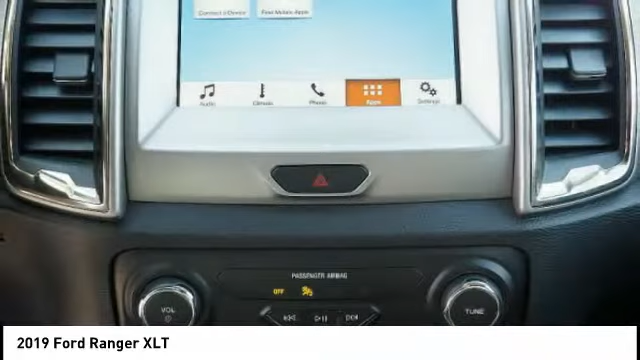 Connect a Device Find Mobile Apps
Audio Climate Phone Apps Settings
PASSENGER AIRBAG
OFF
VOL
TUNE
2019 Ford Ranger XLT